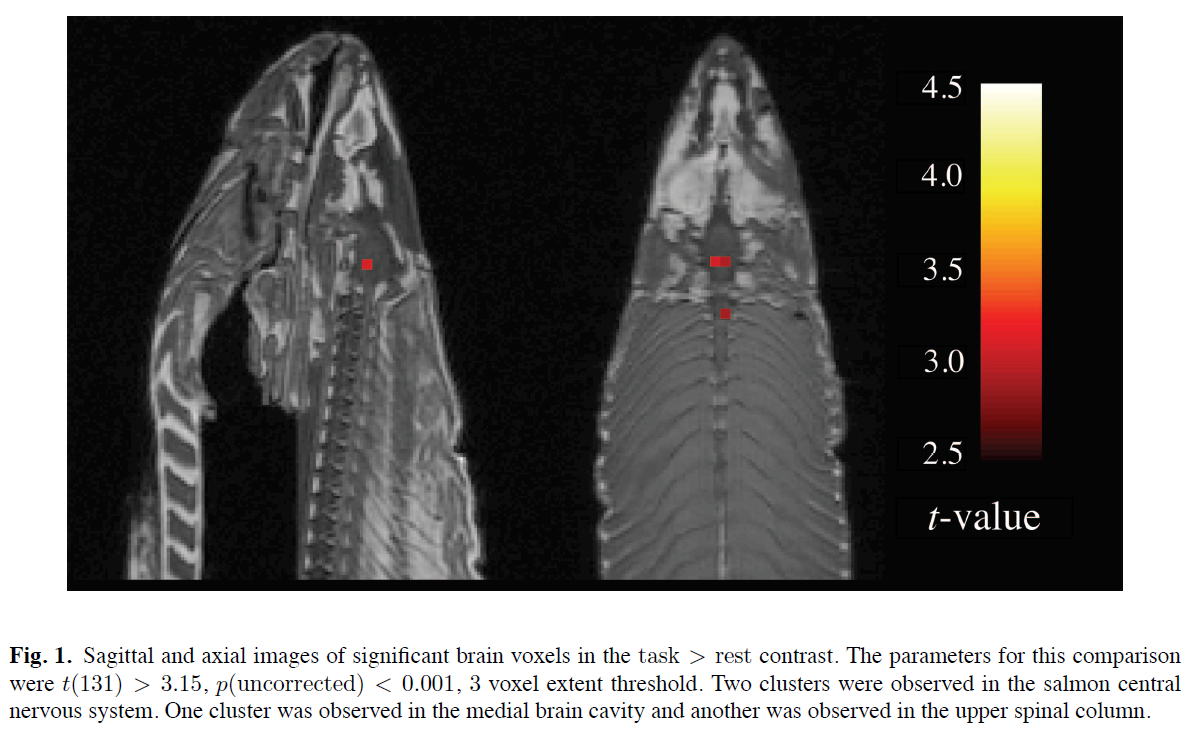 4.5
4.0
3.5
3.0
2.5
t-value
Fig. 1. Sagittal and axial images of significant brain voxels in the task > rest contrast. The parameters for this comparison
were t(131) > 3.15, p(uncorrected) < 0.001, 3 voxel extent threshold. Two clusters were observed in the salmon central
nervous system. One cluster was observed in the medial brain cavity and another was observed in the upper spinal column.